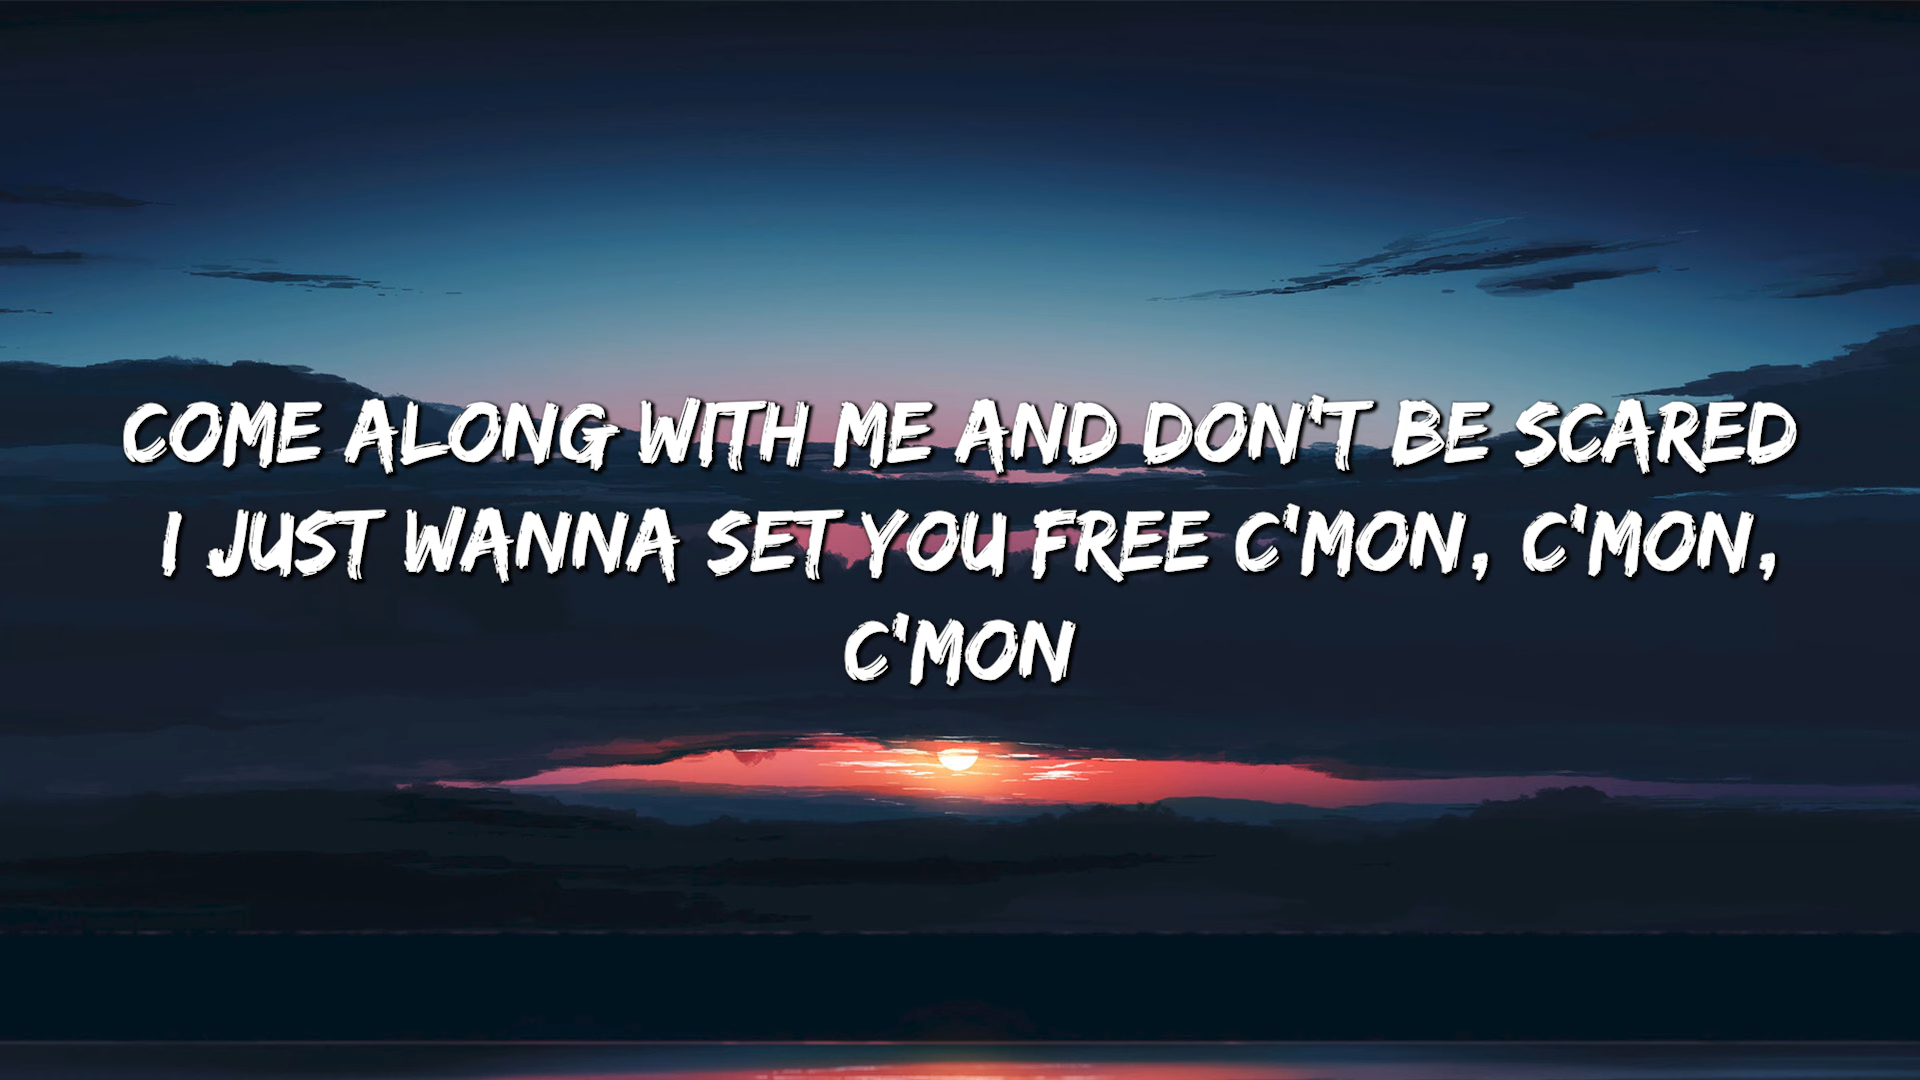 COME ALONG WITH ME AND DON'T BE SCARED
I JUST WANNA SET YOU FREE C'MON, C'MON,
C'MON